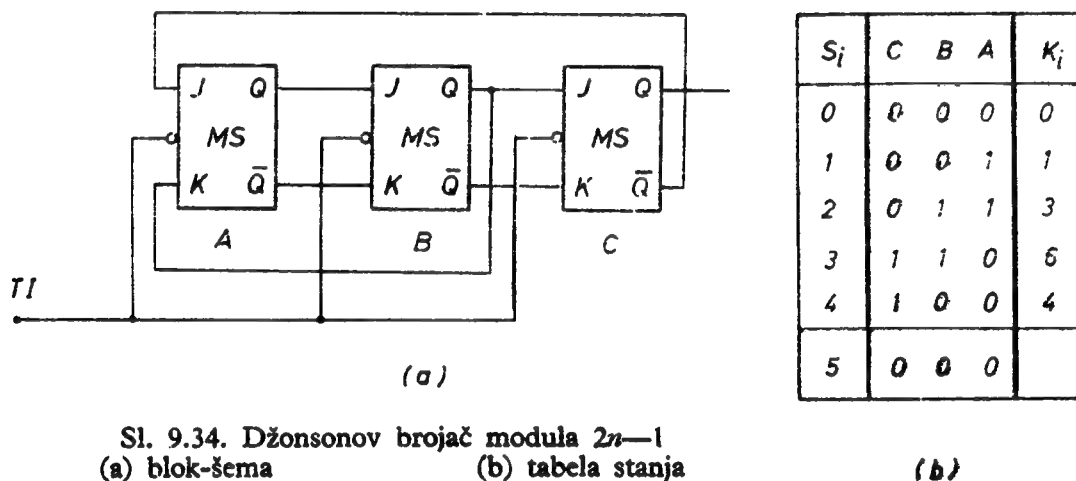 J Q J Q J Q
MS MS MS
K Q̅ K Q̅ K Q̅
A B C
TI
(a)
Sl. 9.34. Džonsonov brojač modula 2n—1
(a) blok-šema (b) tabela stanja
S_i C B A K_i
0 0 0 0 0
1 0 0 1 1
2 0 1 1 3
3 1 1 0 6
4 1 0 0 4
5 0 0 0
(b)